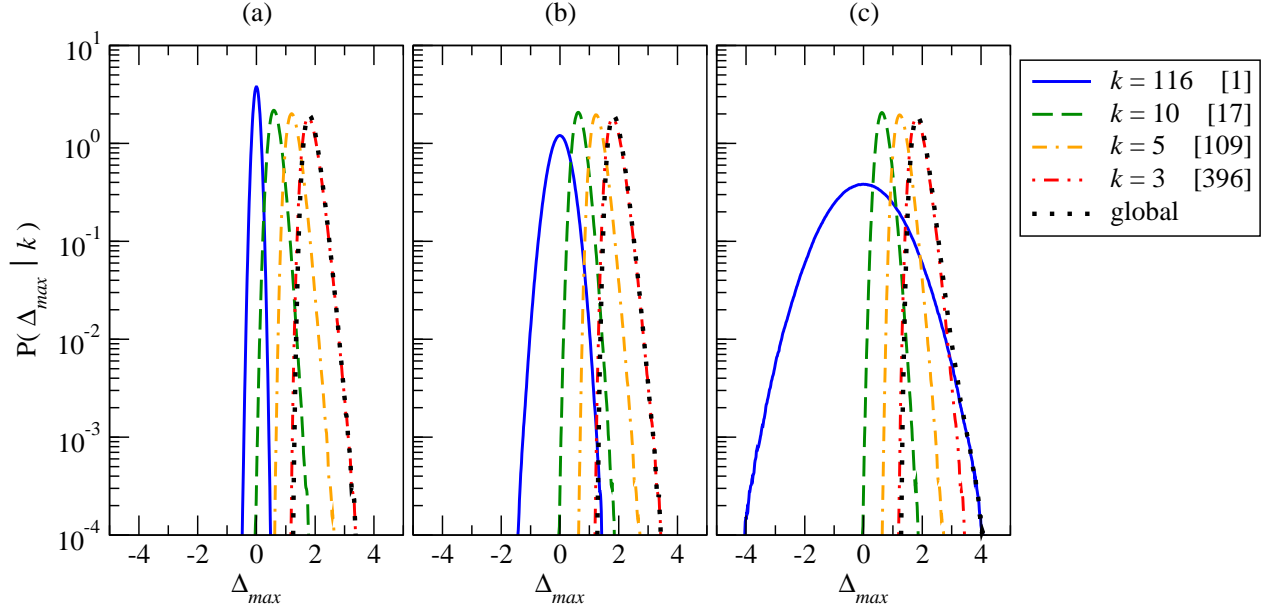 (a) (b) (c)
10^1
10^0
10^-1
10^-2
10^-3
10^-4
P( Δ_max | k )
-4 -2 0 2 4
-4 -2 0 2 4
-4 -2 0 2 4
Δ_max Δ_max Δ_max
k = 116 [1]
k = 10 [17]
k = 5 [109]
k = 3 [396]
global